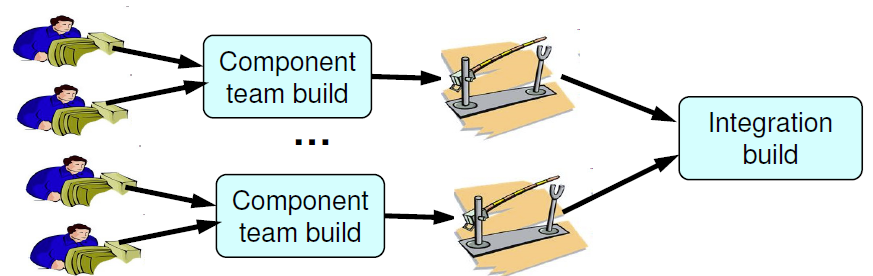 Component
team build
...
Component
team build
Integration
build